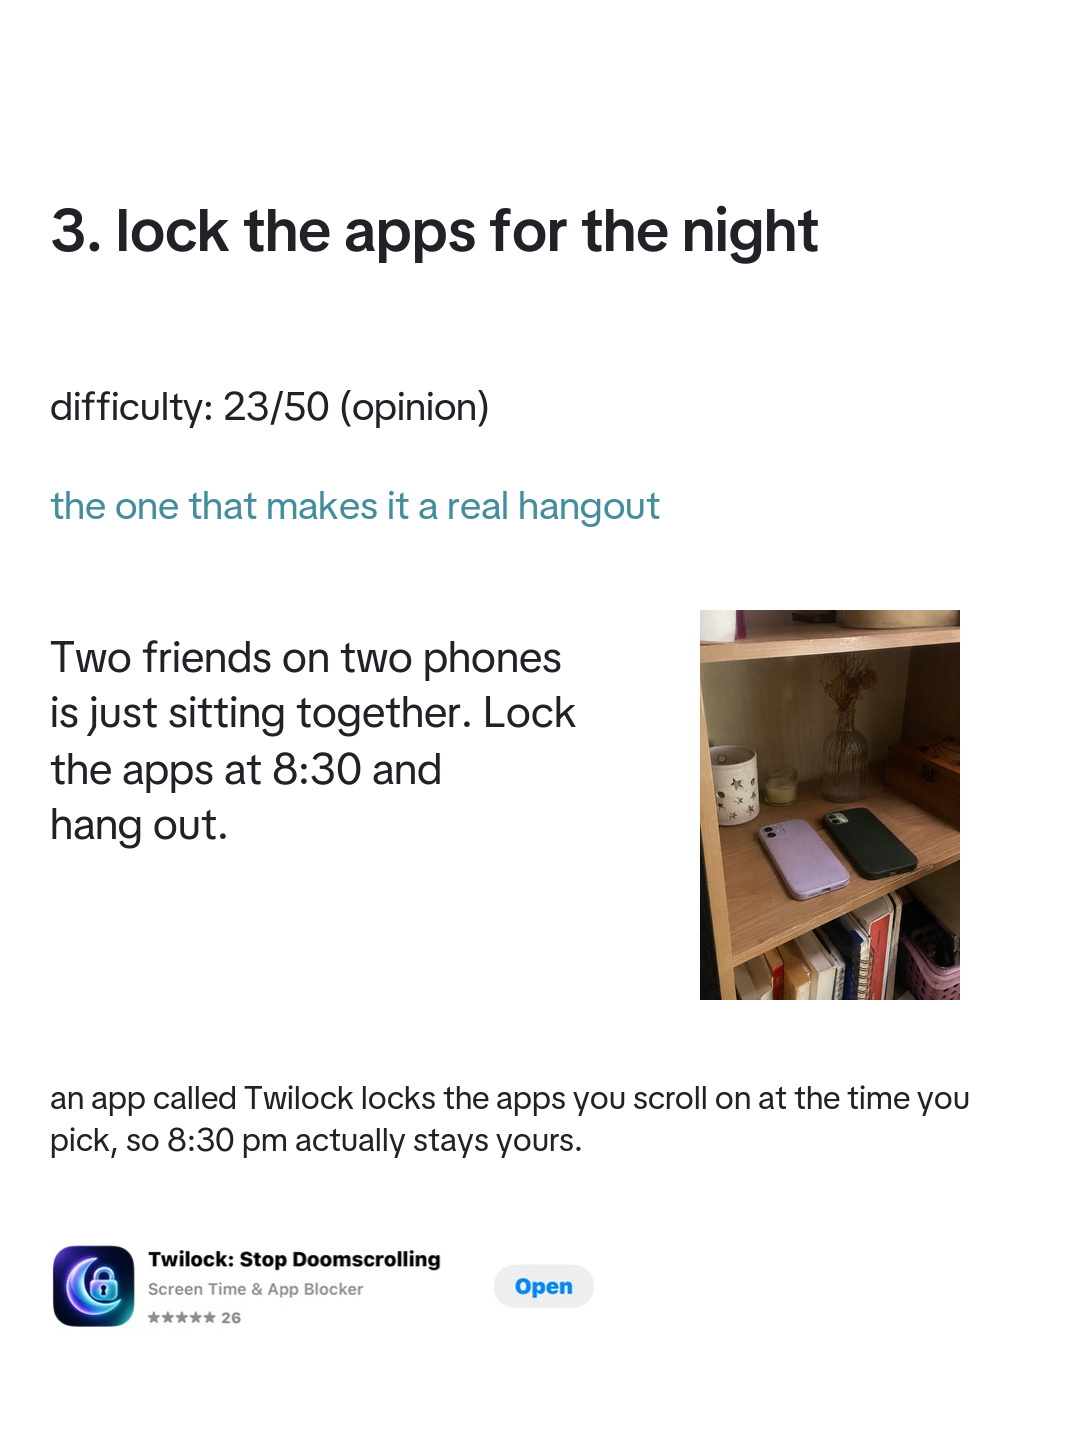 3. lock the apps for the night
difficulty: 23/50 (opinion)
the one that makes it a real hangout
Two friends on two phones
is just sitting together. Lock
the apps at 8:30 and
hang out.
an app called Twilock locks the apps you scroll on at the time you
pick, so 8:30 pm actually stays yours.
Twilock: Stop Doomscrolling
Screen Time & App Blocker
★★★★★ 26
Open